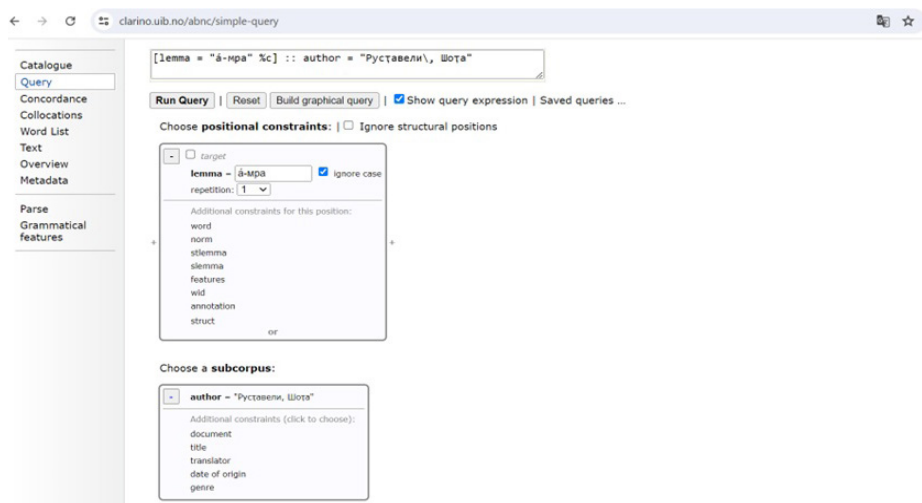 clarino.uib.no/abnc/simple-query
Catalogue
Query
Concordance
Collocations
Word List
Text
Overview
Metadata
Parse
Grammatical
features
[lemma = "а́-мра" %c] :: author = "Руставели\, Шоҭа"
Run Query | Reset Build graphical query | Show query expression | Saved queries ...
Choose positional constraints: | Ignore structural positions
- target
lemma = а́-мра ignore case
repetition: 1
Additional constraints for this position:
word
norm
stlemma
slemma
features
wid
annotation
struct
or
+ +
Choose a subcorpus:
- author = "Руставели, Шоҭа"
Additional constraints (click to choose):
document
title
translator
date of origin
genre